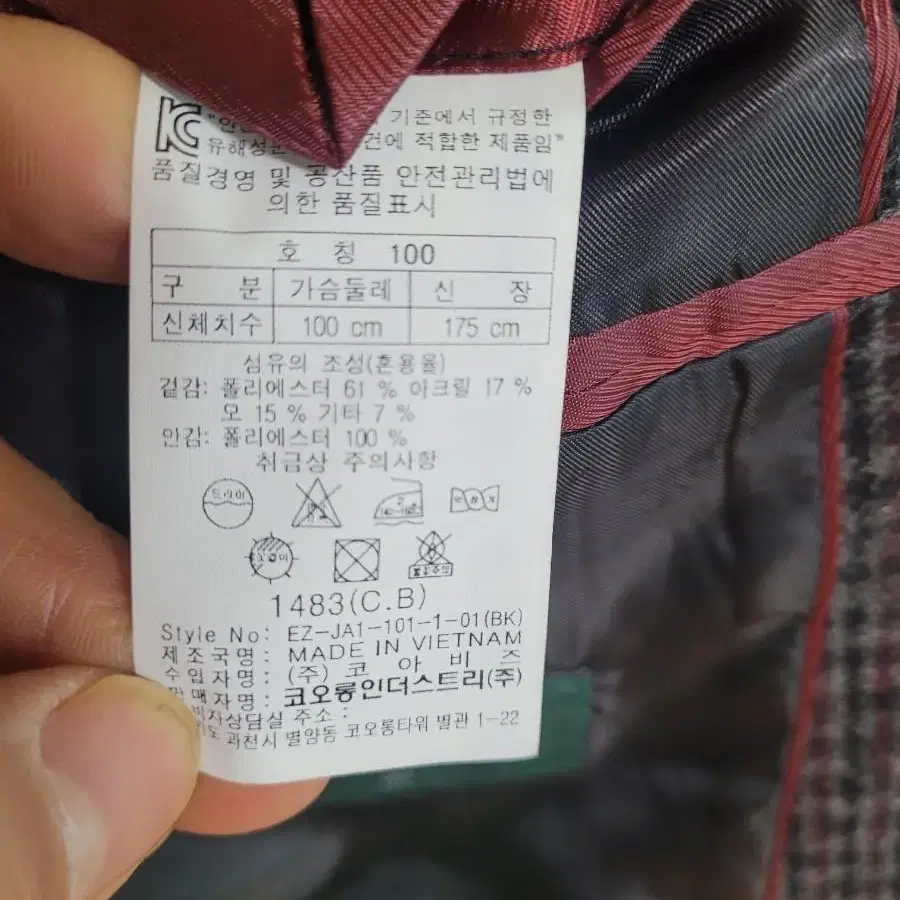 KC 기준에서 규정한
유해성분 적합한 제품임"
품질경영 및 공산품 안전관리법에
의한 품질표시
호 칭 100
구 분 가슴둘레 신 장
신체치수 100 cm 175 cm
섬유의 조성(혼용율)
겉감: 폴리에스터 61 % 아크릴 17 %
모 15 % 기타 7 %
안감: 폴리에스터 100 %
취급상 주의사항
드라이
1483(C.B)
Style No: EZ-JA1-101-1-01(BK)
제조국명: MADE IN VIETNAM
수입자명: (주) 코 아 비 즈
판매자명: 코오롱인더스트리(주)
비자상담실 주소:
과천시 별양동 코오롱타워 별관 1-22